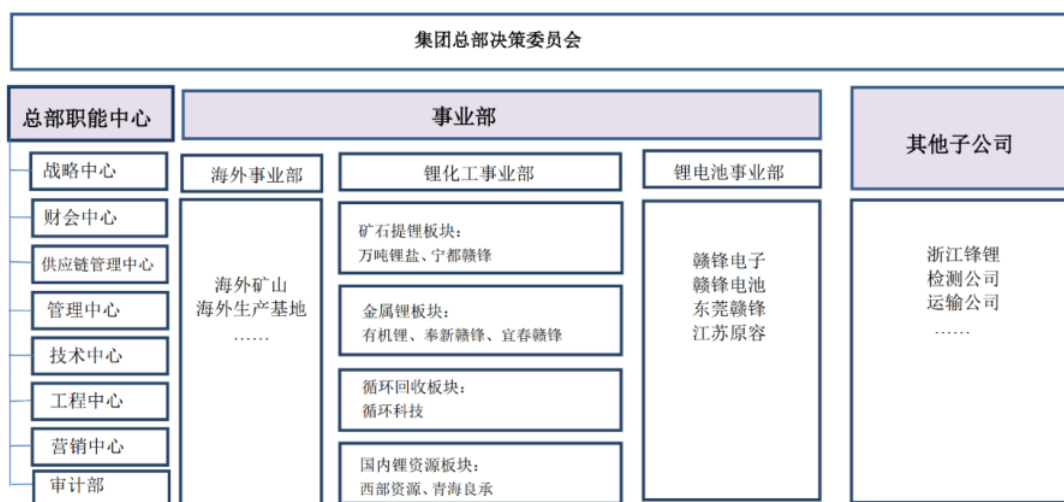 集团总部决策委员会
总部职能中心
战略中心
财会中心
供应链管理中心
管理中心
技术中心
工程中心
营销中心
审计部
事业部
海外事业部
海外矿山
海外生产基地
……
锂化工事业部
矿石提锂板块：
万吨锂盐、宁都赣锋
金属锂板块：
有机锂、奉新赣锋、宜春赣锋
循环回收板块：
循环科技
国内锂资源板块：
西部资源、青海良承
锂电池事业部
赣锋电子
赣锋电池
东莞赣锋
江苏原容
其他子公司
浙江锋锂
检测公司
运输公司
……